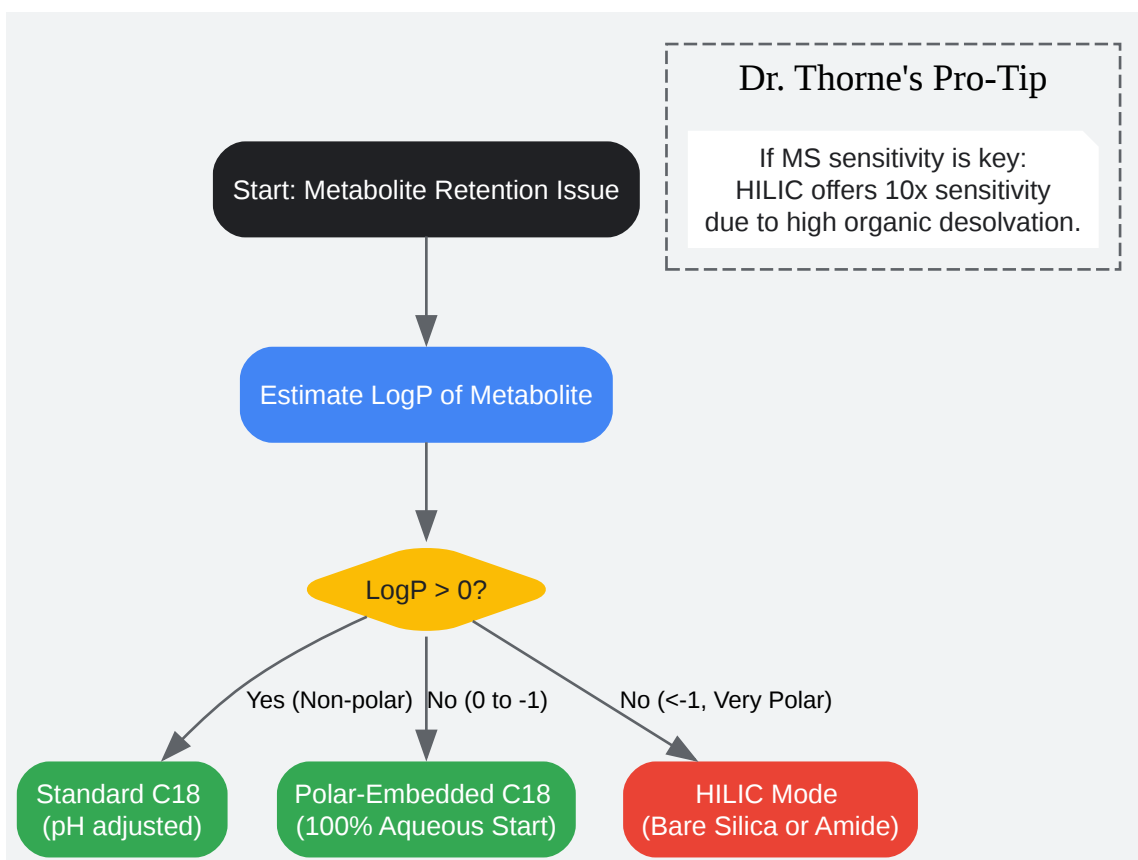 Dr. Thorne's Pro-Tip
If MS sensitivity is key:
HILIC offers 10x sensitivity
due to high organic desolvation.
Start: Metabolite Retention Issue
Estimate LogP of Metabolite
LogP > 0?
Yes (Non-polar)
No (0 to -1)
No (<-1, Very Polar)
Standard C18
(pH adjusted)
Polar-Embedded C18
(100% Aqueous Start)
HILIC Mode
(Bare Silica or Amide)